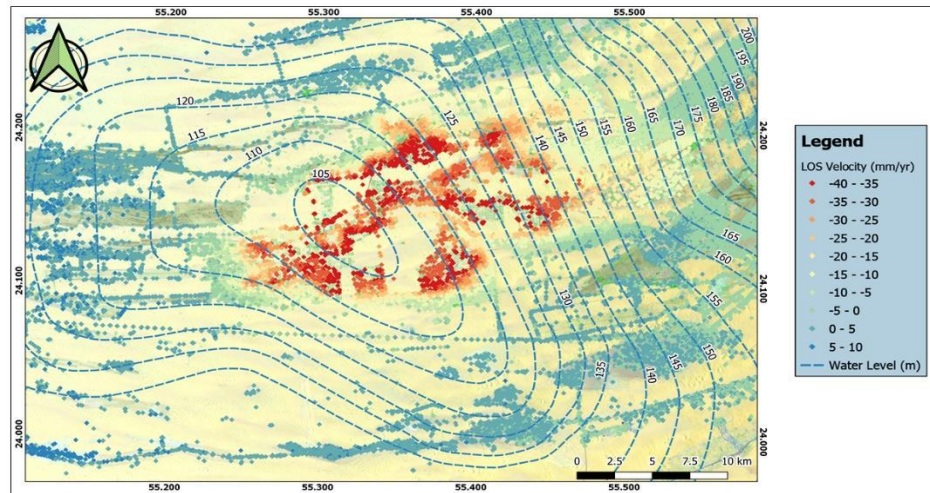 55.200 55.300 55.400 55.500
24.200
24.100
24.000
24.200
24.100
24.000
200
195
190
185
180
175
170
165
160
155
150
145
140
125
120
115
110
105
165
160
155
150
145
140
135
130
0 2.5 5 7.5 10 km
55.200 55.300 55.400 55.500
Legend
LOS Velocity (mm/yr)
-40 - -35
-35 - -30
-30 - -25
-25 - -20
-20 - -15
-15 - -10
-10 - -5
-5 - 0
0 - 5
5 - 10
Water Level (m)